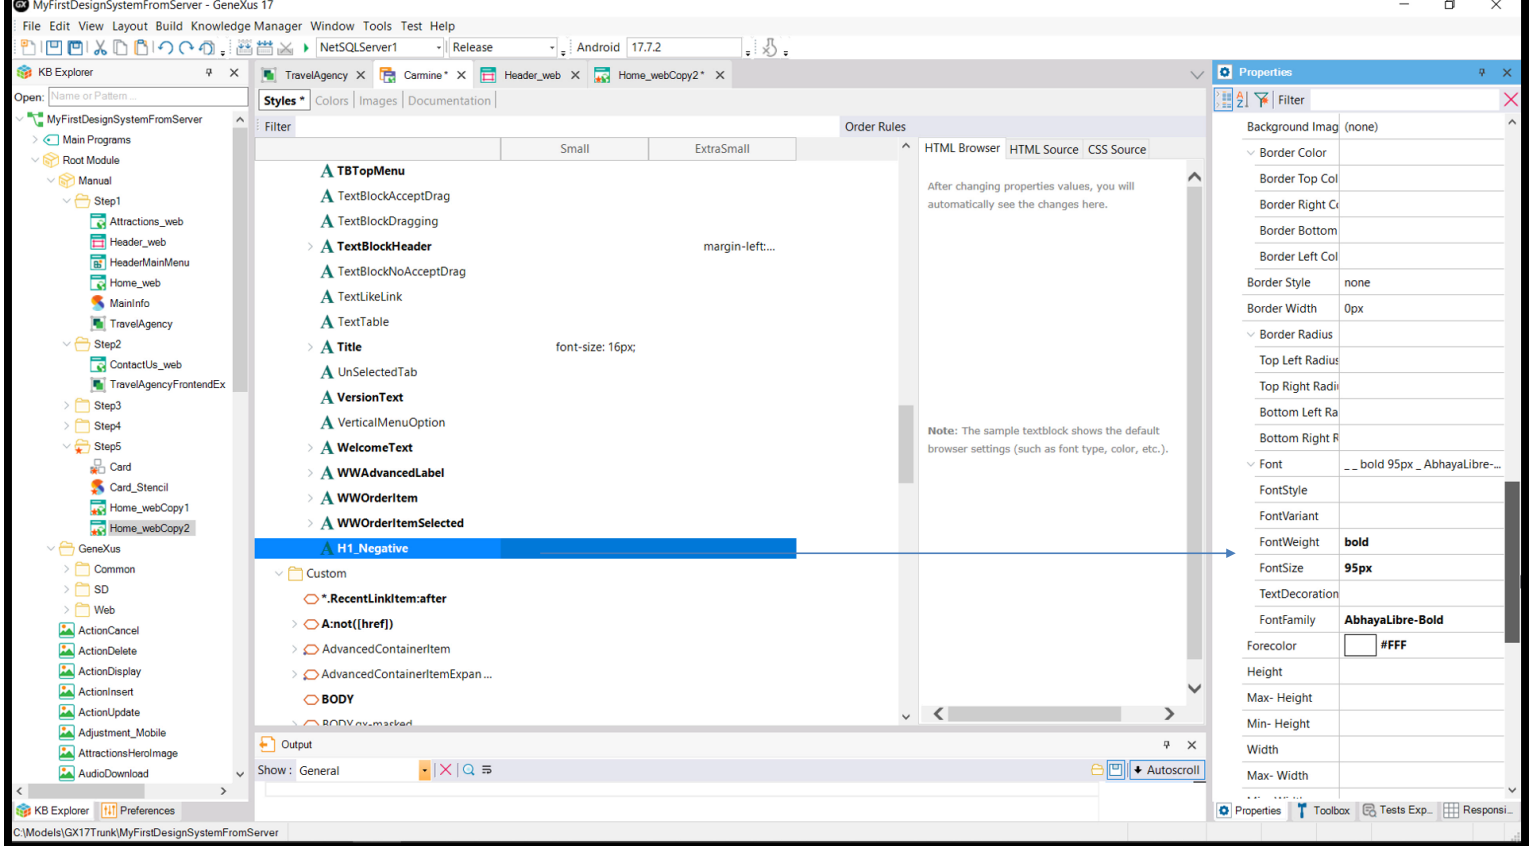 MyFirstDesignSystemFromServer - GeneXus 17
File Edit View Layout Build Knowledge Manager Window Tools Test Help
NetSQLServer1 Release Android 17.7.2
KB Explorer
Open: Name or Pattern ...
MyFirstDesignSystemFromServer
Main Programs
Root Module
Manual
Step1
Attractions_web
Header_web
HeaderMainMenu
Home_web
MainInfo
TravelAgency
Step2
ContactUs_web
TravelAgencyFrontendEx
Step3
Step4
Step5
Card
Card_Stencil
Home_webCopy1
Home_webCopy2
GeneXus
Common
SD
Web
ActionCancel
ActionDelete
ActionDisplay
ActionInsert
ActionUpdate
Adjustment_Mobile
AttractionsHeroImage
AudioDownload
KB Explorer Preferences
C:\Models\GX17Trunk\MyFirstDesignSystemFromServer
TravelAgency Carmine * Header_web Home_webCopy2 *
Styles * Colors Images Documentation
Filter Order Rules
Small ExtraSmall
TBTopMenu
TextBlockAcceptDrag
TextBlockDragging
TextBlockHeader margin-left:...
TextBlockNoAcceptDrag
TextLikeLink
TextTable
Title font-size: 16px;
UnSelectedTab
VersionText
VerticalMenuOption
WelcomeText
WWAdvancedLabel
WWOrderItem
WWOrderItemSelected
H1_Negative
Custom
*.RecentLinkItem:after
A:not([href])
AdvancedContainerItem
AdvancedContainerItemExpan ...
BODY
BODY.gx-masked
HTML Browser HTML Source CSS Source
After changing properties values, you will
automatically see the changes here.
Note: The sample textblock shows the default
browser settings (such as font type, color, etc.).
Output
Show: General Autoscroll
Properties
Filter
Background Imag (none)
Border Color
Border Top Col
Border Right Co
Border Bottom
Border Left Col
Border Style none
Border Width 0px
Border Radius
Top Left Radius
Top Right Radi
Bottom Left Ra
Bottom Right R
Font _ _ bold 95px _ AbhayaLibre-...
FontStyle
FontVariant
FontWeight bold
FontSize 95px
TextDecoration
FontFamily AbhayaLibre-Bold
Forecolor #FFF
Height
Max- Height
Min- Height
Width
Max- Width
Properties Toolbox Tests Exp... Responsi...